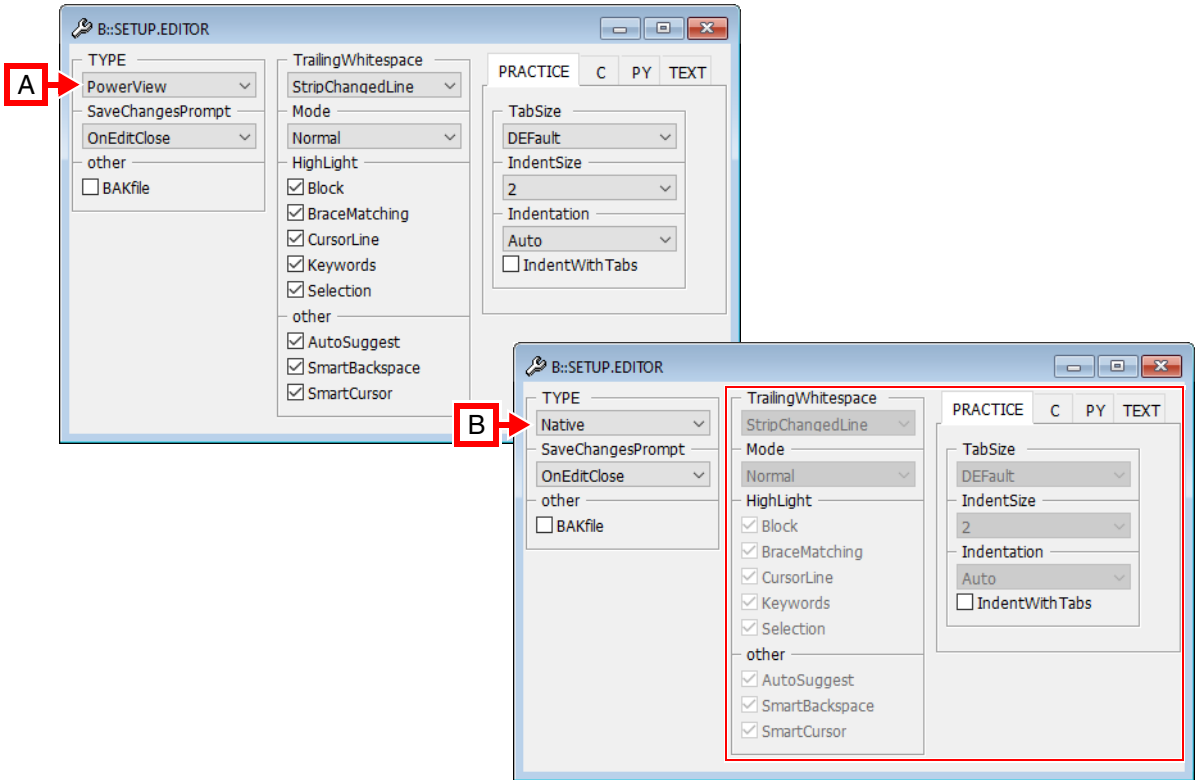 B::SETUP.EDITOR
A
TYPE
PowerView
SaveChangesPrompt
OnEditClose
other
BAKfile
TrailingWhitespace
StripChangedLine
Mode
Normal
HighLight
Block
BraceMatching
CursorLine
Keywords
Selection
other
AutoSuggest
SmartBackspace
SmartCursor
PRACTICE C PY TEXT
TabSize
DEFault
IndentSize
2
Indentation
Auto
IndentWithTabs
B::SETUP.EDITOR
B
TYPE
Native
SaveChangesPrompt
OnEditClose
other
BAKfile
TrailingWhitespace
StripChangedLine
Mode
Normal
HighLight
Block
BraceMatching
CursorLine
Keywords
Selection
other
AutoSuggest
SmartBackspace
SmartCursor
PRACTICE C PY TEXT
TabSize
DEFault
IndentSize
2
Indentation
Auto
IndentWithTabs